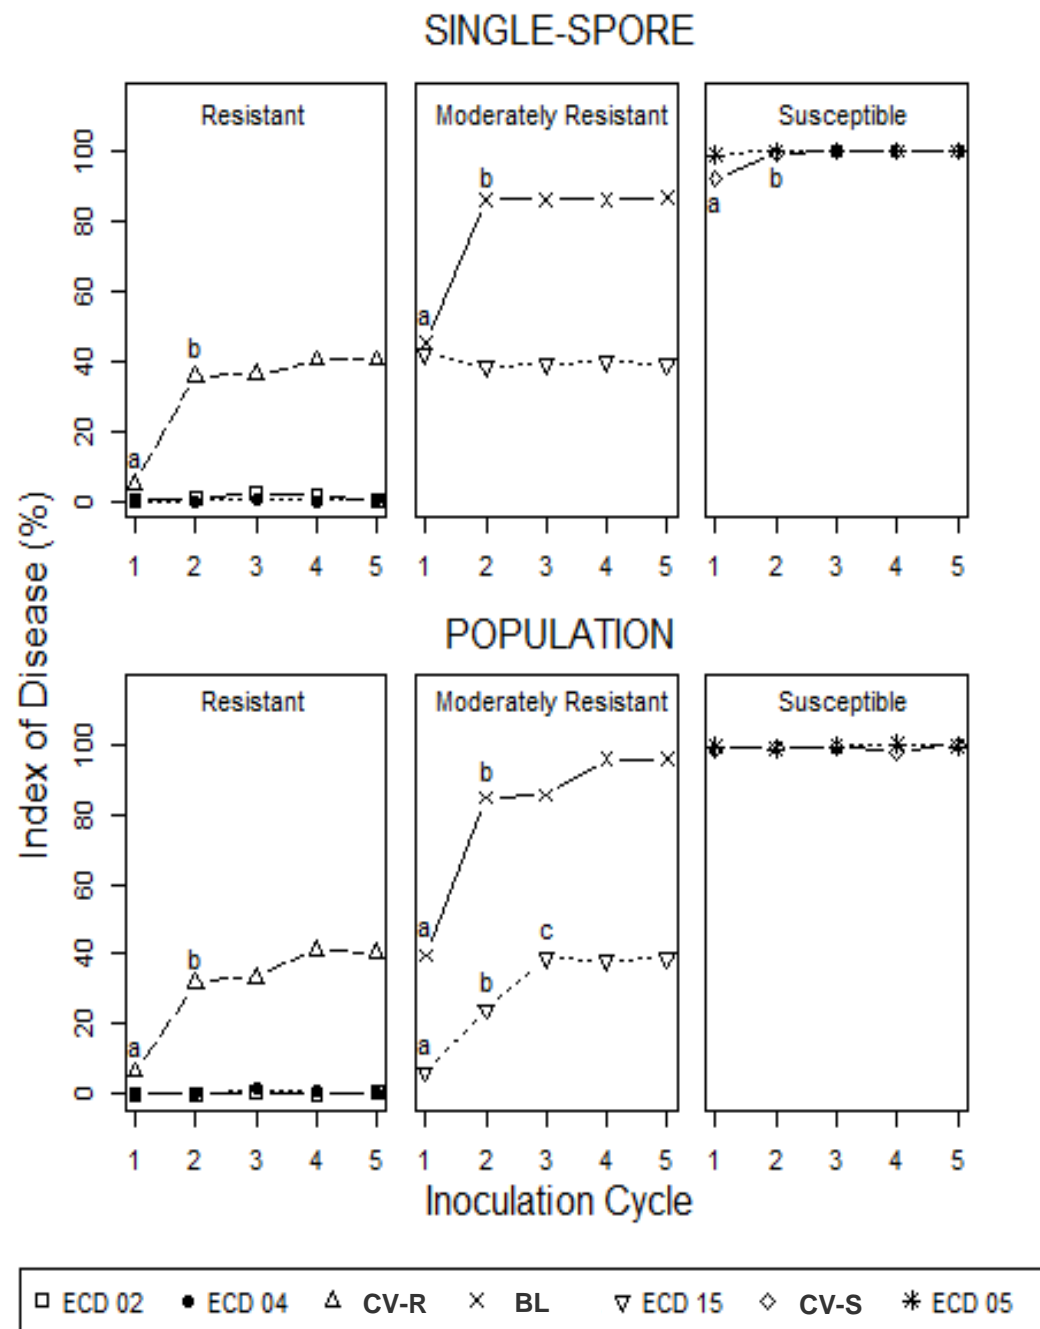 SINGLE-SPORE
Resistant
Moderately Resistant
Susceptible
0 20 40 60 80 100
a b
a b
a b
1 2 3 4 5
1 2 3 4 5
1 2 3 4 5
Index of Disease (%)
POPULATION
Resistant
Moderately Resistant
Susceptible
0 20 40 60 80 100
a b
a b
a b c
1 2 3 4 5
1 2 3 4 5
1 2 3 4 5
Inoculation Cycle
ECD 02 ECD 04 CV-R BL ECD 15 CV-S ECD 05